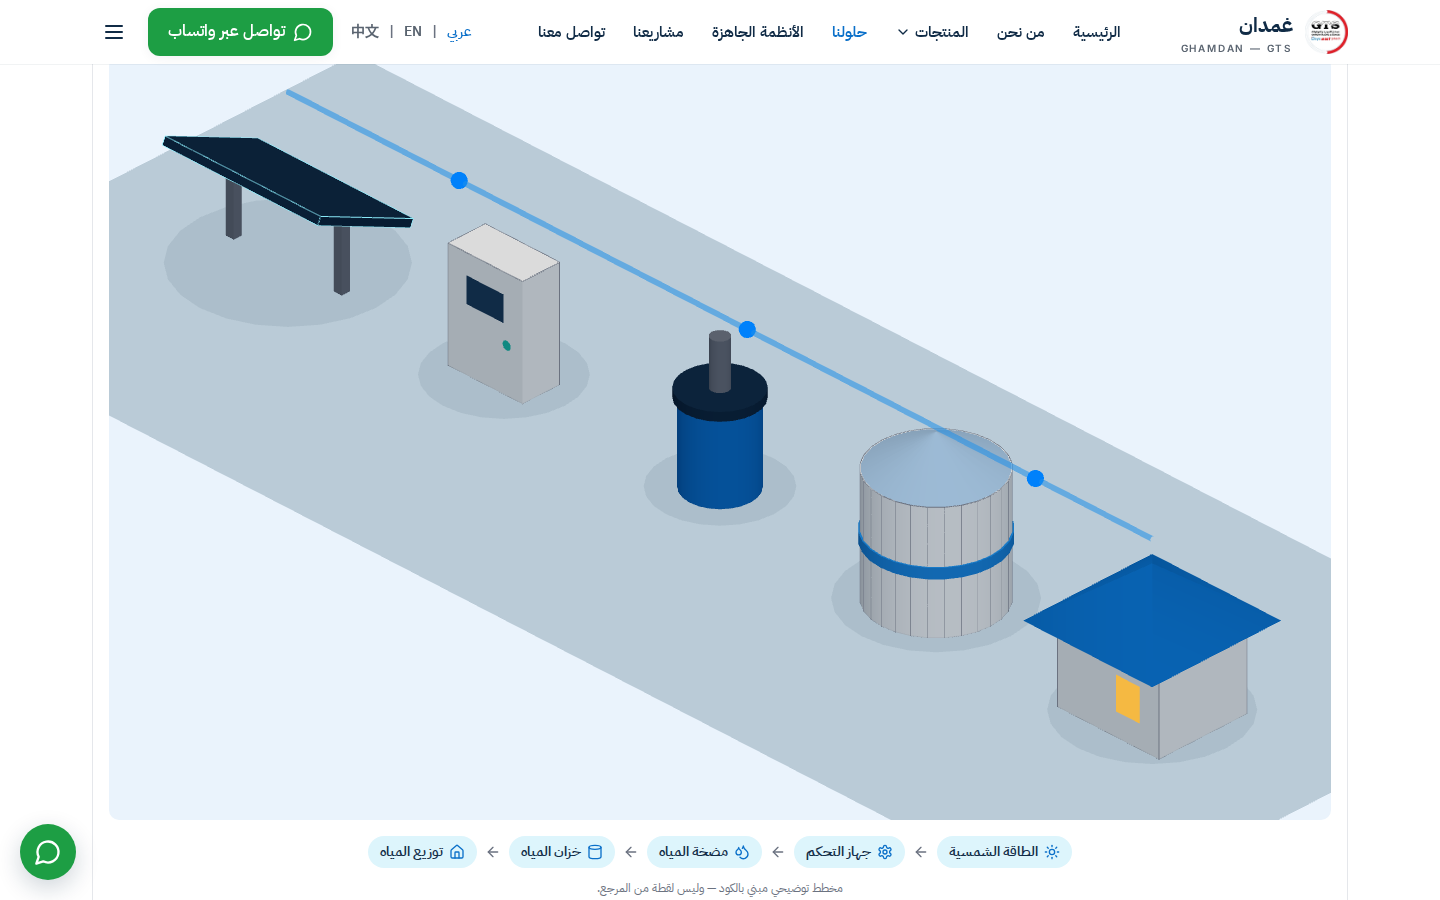 غمدان
GHAMDAN — GTS
GTS
الرئيسية
من نحن
المنتجات
حلولنا
الأنظمة الجاهزة
مشاريعنا
تواصل معنا
عربي | EN | 中文
تواصل عبر واتساب
الطاقة الشمسية
جهاز التحكم
مضخة المياه
خزان المياه
توزيع المياه
مخطط توضيحي مبني بالكود — وليس لقطة من المرجع.